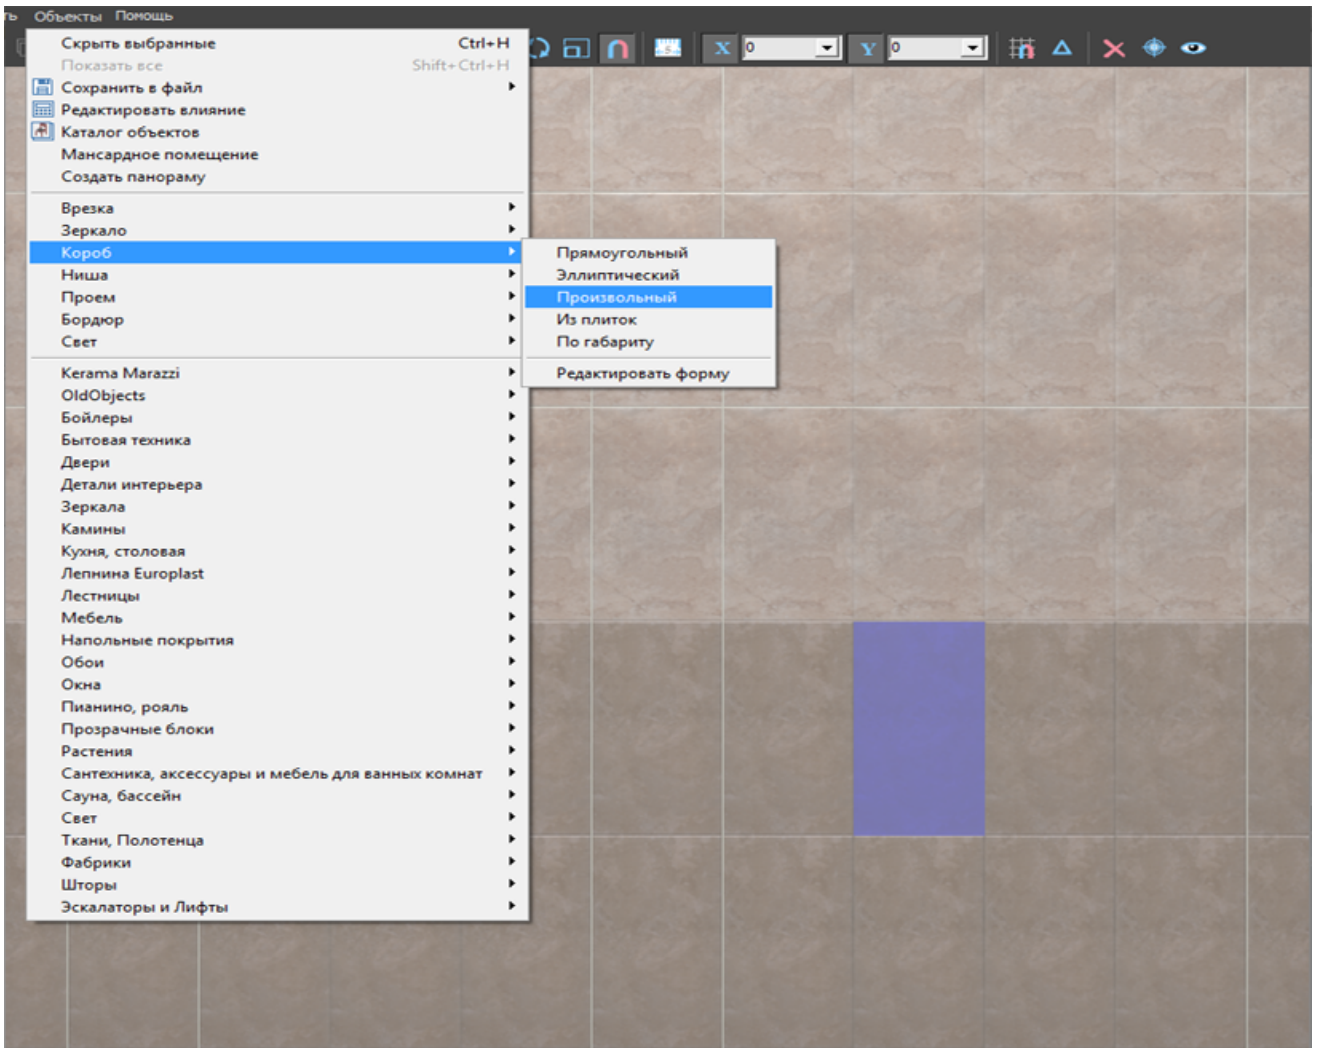 ть Объекты Помощь
X 0 Y 0
Скрыть выбранные Ctrl+H
Показать все Shift+Ctrl+H
Сохранить в файл
Редактировать влияние
Каталог объектов
Мансардное помещение
Создать панораму
Врезка
Зеркало
Короб
Ниша
Проем
Бордюр
Свет
Kerama Marazzi
OldObjects
Бойлеры
Бытовая техника
Двери
Детали интерьера
Зеркала
Камины
Кухня, столовая
Лепнина Europlast
Лестницы
Мебель
Напольные покрытия
Обои
Окна
Пианино, рояль
Прозрачные блоки
Растения
Сантехника, аксессуары и мебель для ванных комнат
Сауна, бассейн
Свет
Ткани, Полотенца
Фабрики
Шторы
Эскалаторы и Лифты
Прямоугольный
Эллиптический
Произвольный
Из плиток
По габариту
Редактировать форму